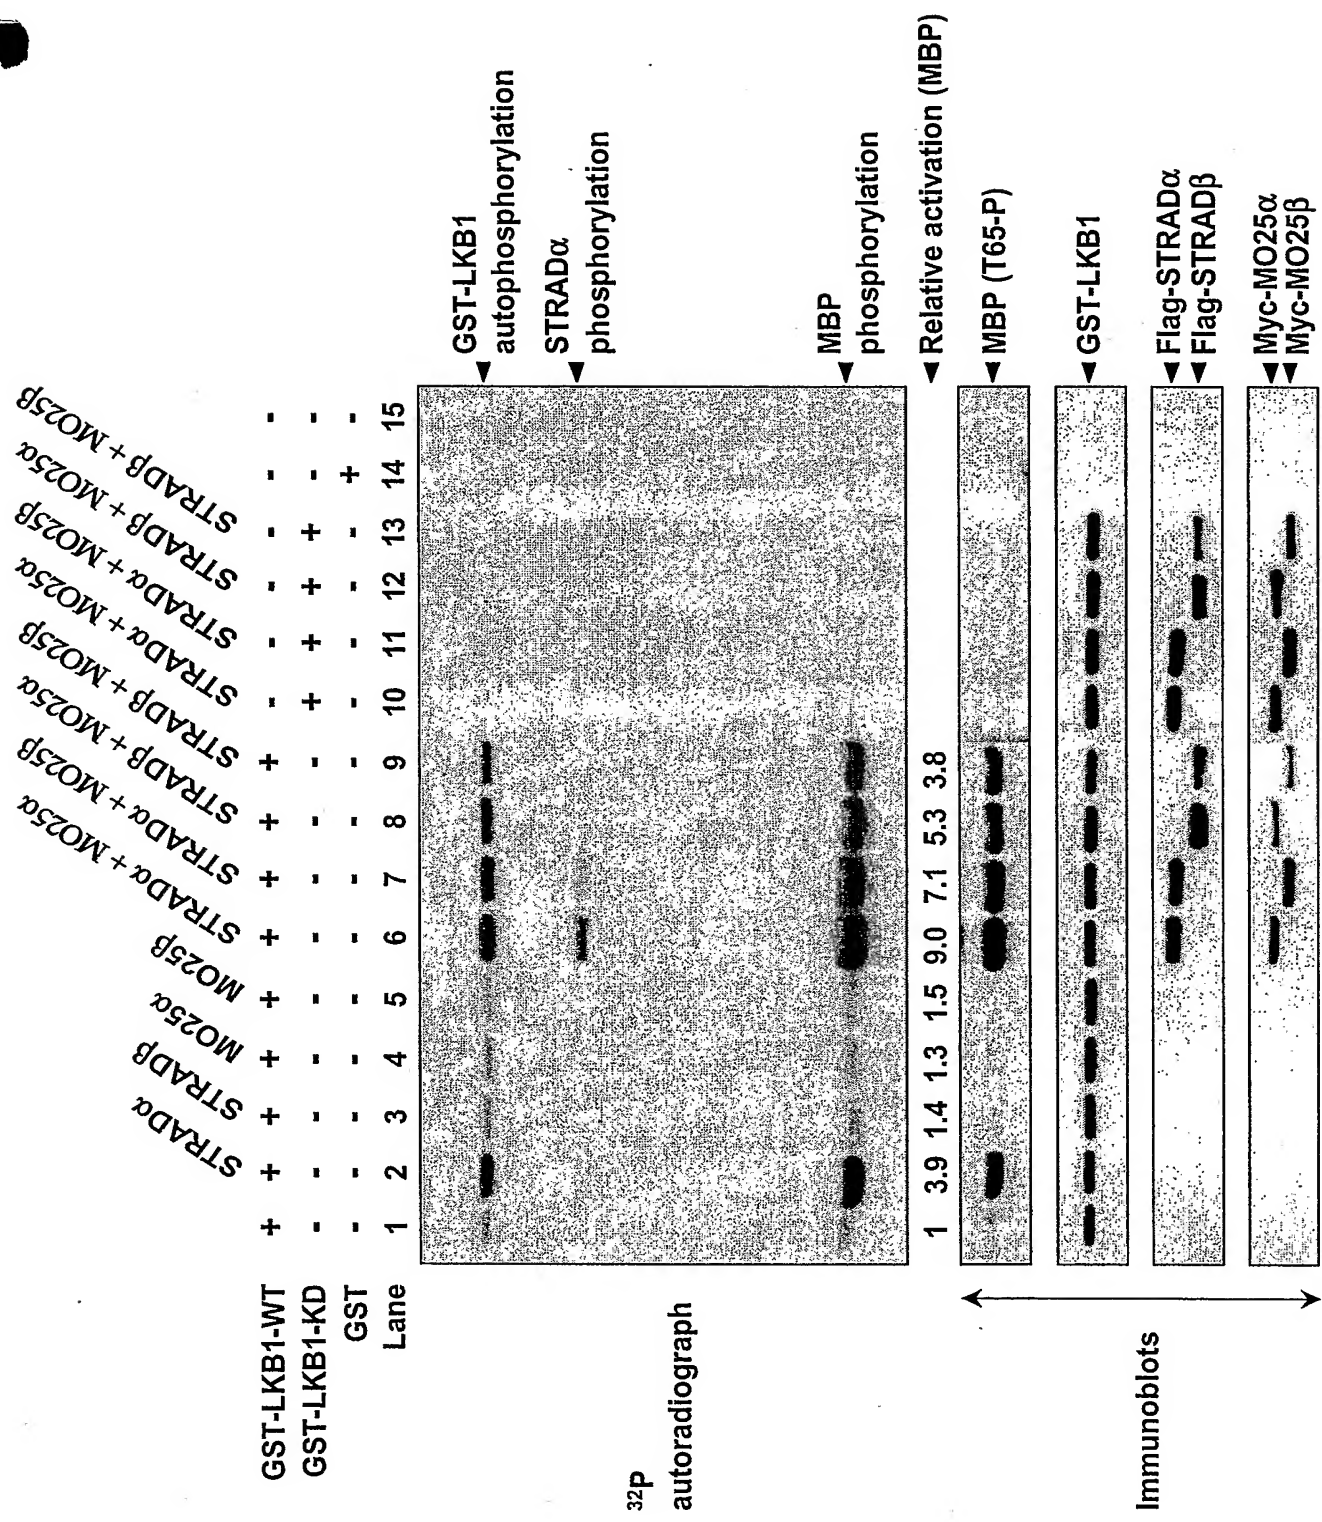 STRADα
STRADβ
MO25α
MO25β
STRADα + MO25α
STRADα + MO25β
STRADβ + MO25α
STRADβ + MO25β
STRADα + MO25α
STRADα + MO25β
STRADβ + MO25α
STRADβ + MO25β
GST-LKB1-WT + + + + + + + + + - - - - - -
GST-LKB1-KD - - - - - - - - - + + + + - -
GST - - - - - - - - - - - - - + -
Lane 1 2 3 4 5 6 7 8 9 10 11 12 13 14 15
GST-LKB1
autophosphorylation
STRADα
phosphorylation
32P
autoradiograph
MBP
phosphorylation
1 3.9 1.4 1.3 1.5 9.0 7.1 5.3 3.8 Relative activation (MBP)
Immunoblots
MBP (T65-P)
GST-LKB1
Flag-STRADα
Flag-STRADβ
Myc-MO25α
Myc-MO25β